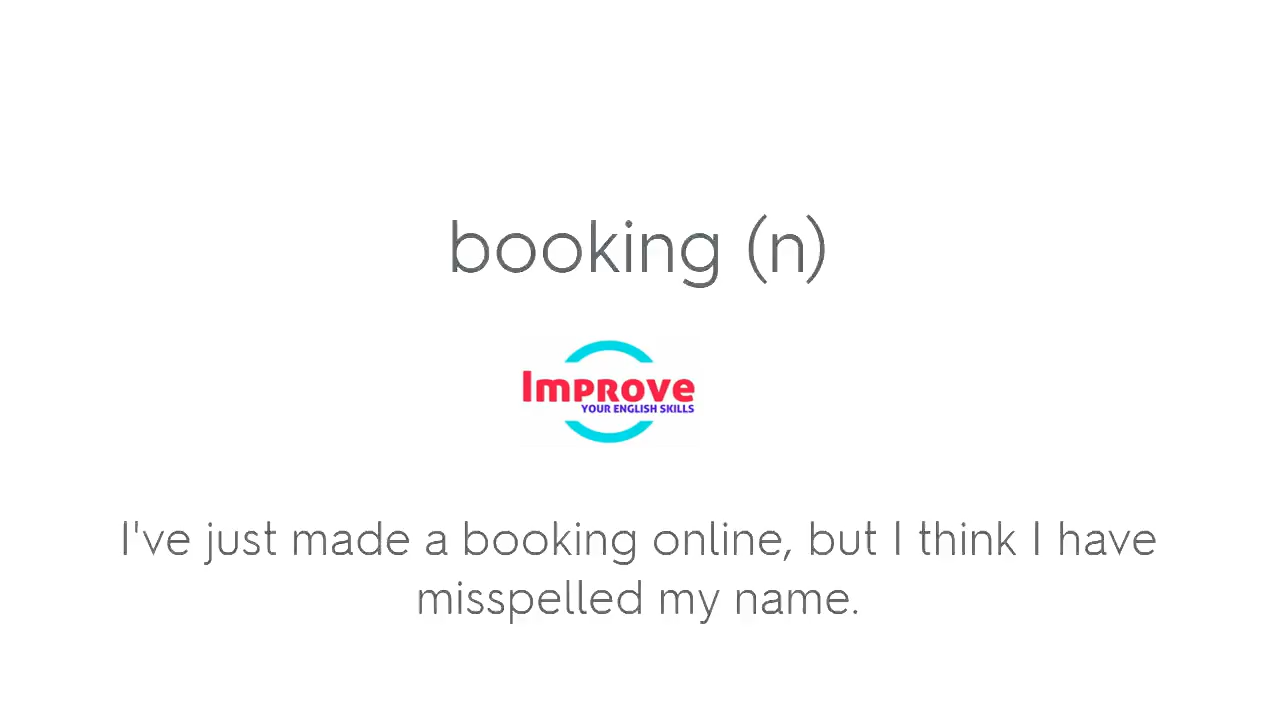 booking (n)
Improve
YOUR ENGLISH SKILLS
I've just made a booking online, but I think I have
misspelled my name.